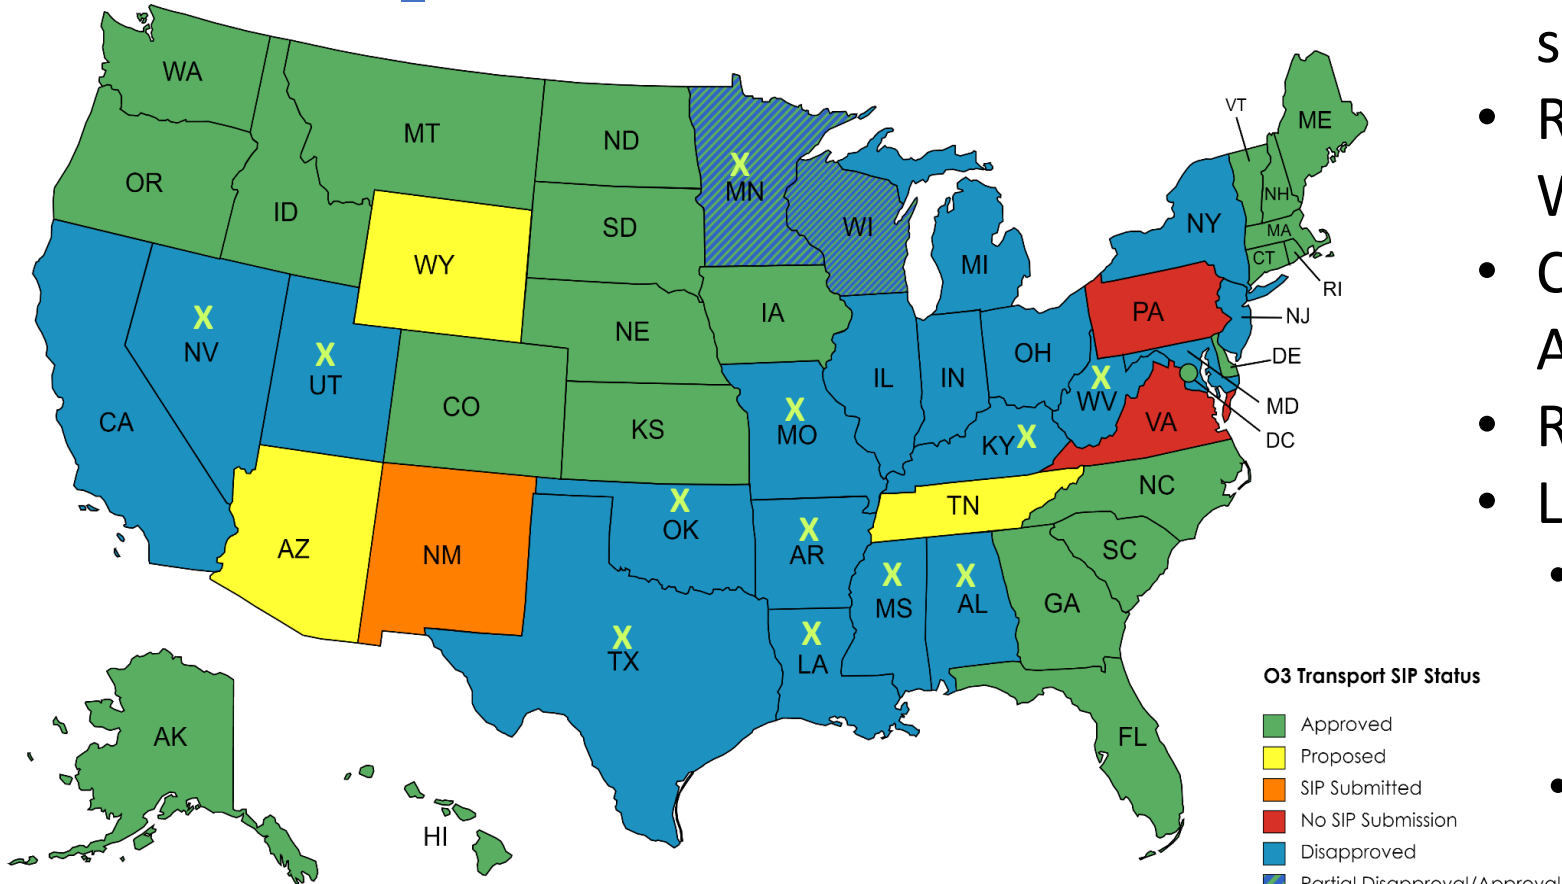 WA
MT
ND
OR
ID
WY
SD
NE
X
MN
WI
IA
MI
VT
ME
NH
NY
MA
CT
RI
PA
NJ
DE
MD
DC
X
NV
X
UT
CA
CO
KS
X
MO
IL
IN
OH
X
WV
KY X
VA
AZ
NM
X
OK
X
AR
TN
NC
SC
X
MS
X
AL
GA
X
TX
X
LA
FL
AK
HI
O3 Transport SIP Status
Approved
Proposed
SIP Submitted
No SIP Submission
Disapproved
Partial Disapproval/Approval
s
• R
V
• C
A
• R
• L
•
•